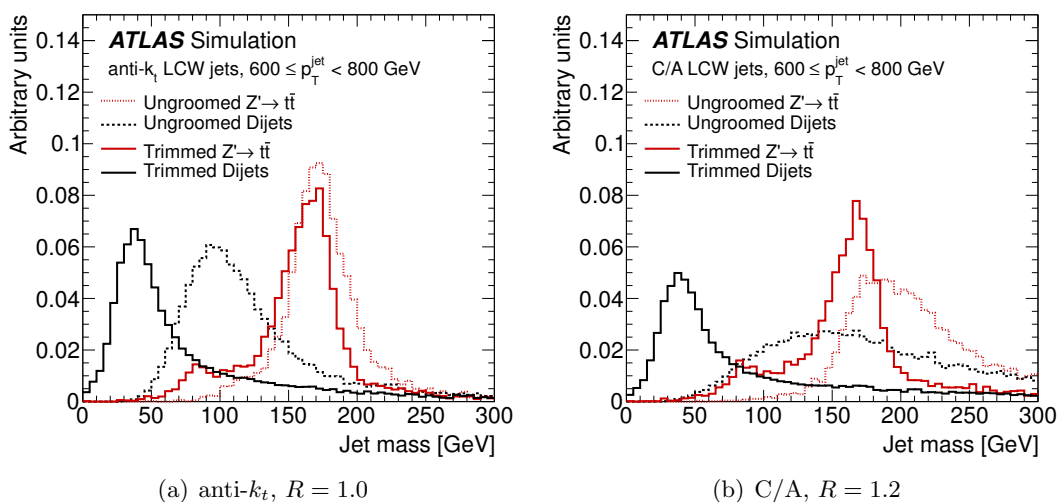 Arbitrary units
0.14
0.12
0.1
0.08
0.06
0.04
0.02
0
ATLAS Simulation
anti-k_t LCW jets, 600 ≤ p_T^jet < 800 GeV
Ungroomed Z'→ tt̄
Ungroomed Dijets
Trimmed Z'→ tt̄
Trimmed Dijets
0 50 100 150 200 250 300
Jet mass [GeV]
(a) anti-k_t, R = 1.0
Arbitrary units
0.14
0.12
0.1
0.08
0.06
0.04
0.02
0
ATLAS Simulation
C/A LCW jets, 600 ≤ p_T^jet < 800 GeV
Ungroomed Z'→ tt̄
Ungroomed Dijets
Trimmed Z'→ tt̄
Trimmed Dijets
0 50 100 150 200 250 300
Jet mass [GeV]
(b) C/A, R = 1.2